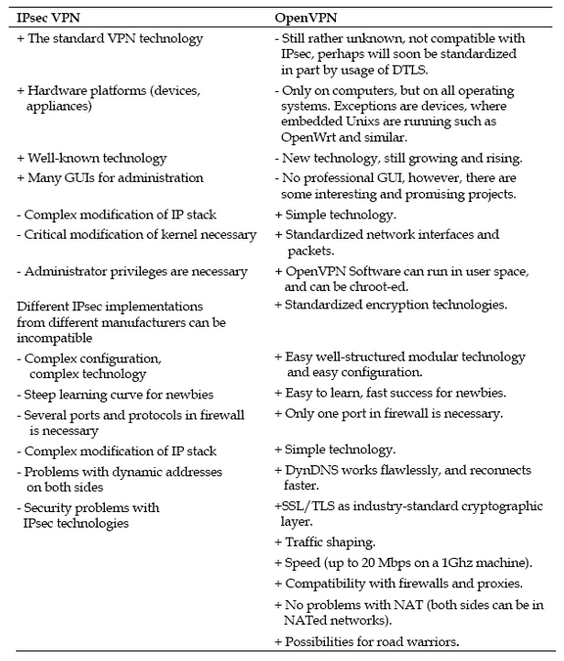 IPsec VPN OpenVPN
+ The standard VPN technology - Still rather unknown, not compatible with
IPsec, perhaps will soon be standardized
in part by usage of DTLS.
+ Hardware platforms (devices, - Only on computers, but on all operating
appliances) systems. Exceptions are devices, where
embedded Unixs are running such as
OpenWrt and similar.
+ Well-known technology - New technology, still growing and rising.
+ Many GUIs for administration - No professional GUI, however, there are
some interesting and promising projects.
- Complex modification of IP stack + Simple technology.
- Critical modification of kernel necessary + Standardized network interfaces and
packets.
- Administrator privileges are necessary + OpenVPN Software can run in user space,
and can be chroot-ed.
Different IPsec implementations + Standardized encryption technologies.
from different manufacturers can be
incompatible
- Complex configuration, + Easy well-structured modular technology
complex technology and easy configuration.
- Steep learning curve for newbies + Easy to learn, fast success for newbies.
- Several ports and protocols in firewall + Only one port in firewall is necessary.
is necessary
- Complex modification of IP stack + Simple technology.
- Problems with dynamic addresses + DynDNS works flawlessly, and reconnects
on both sides faster.
- Security problems with +SSL/TLS as industry-standard cryptographic
IPsec technologies layer.
+ Traffic shaping.
+ Speed (up to 20 Mbps on a 1Ghz machine).
+ Compatibility with firewalls and proxies.
+ No problems with NAT (both sides can be in
NATed networks).
+ Possibilities for road warriors.